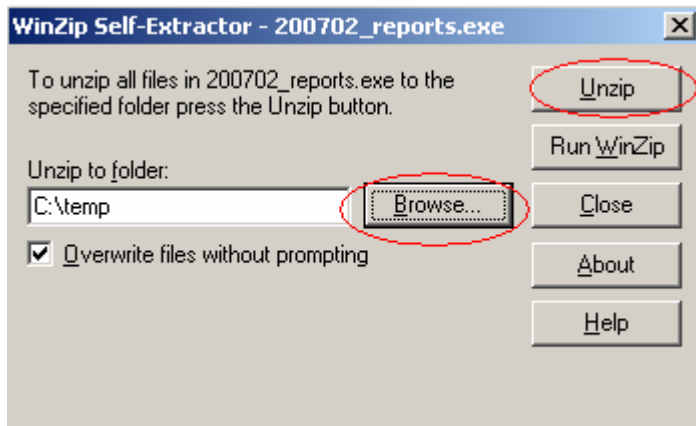 WinZip Self-Extractor - 200702_reports.exe
To unzip all files in 200702_reports.exe to the
specified folder press the Unzip button.
Unzip to folder:
C:\temp
Browse...
Overwrite files without prompting
Unzip
Run WinZip
Close
About
Help